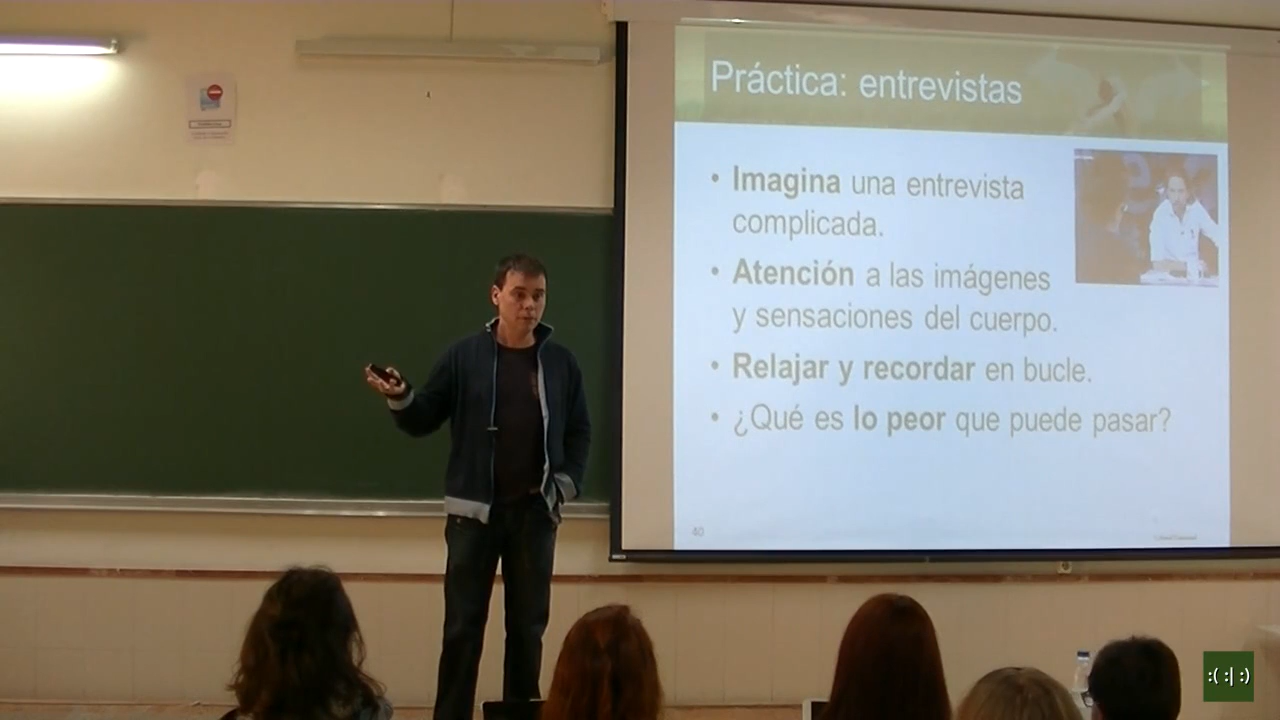 Práctica: entrevistas
• Imagina una entrevista
complicada.
• Atención a las imágenes
y sensaciones del cuerpo.
• Relajar y recordar en bucle.
• ¿Qué es lo peor que puede pasar?
40
:( :| :)